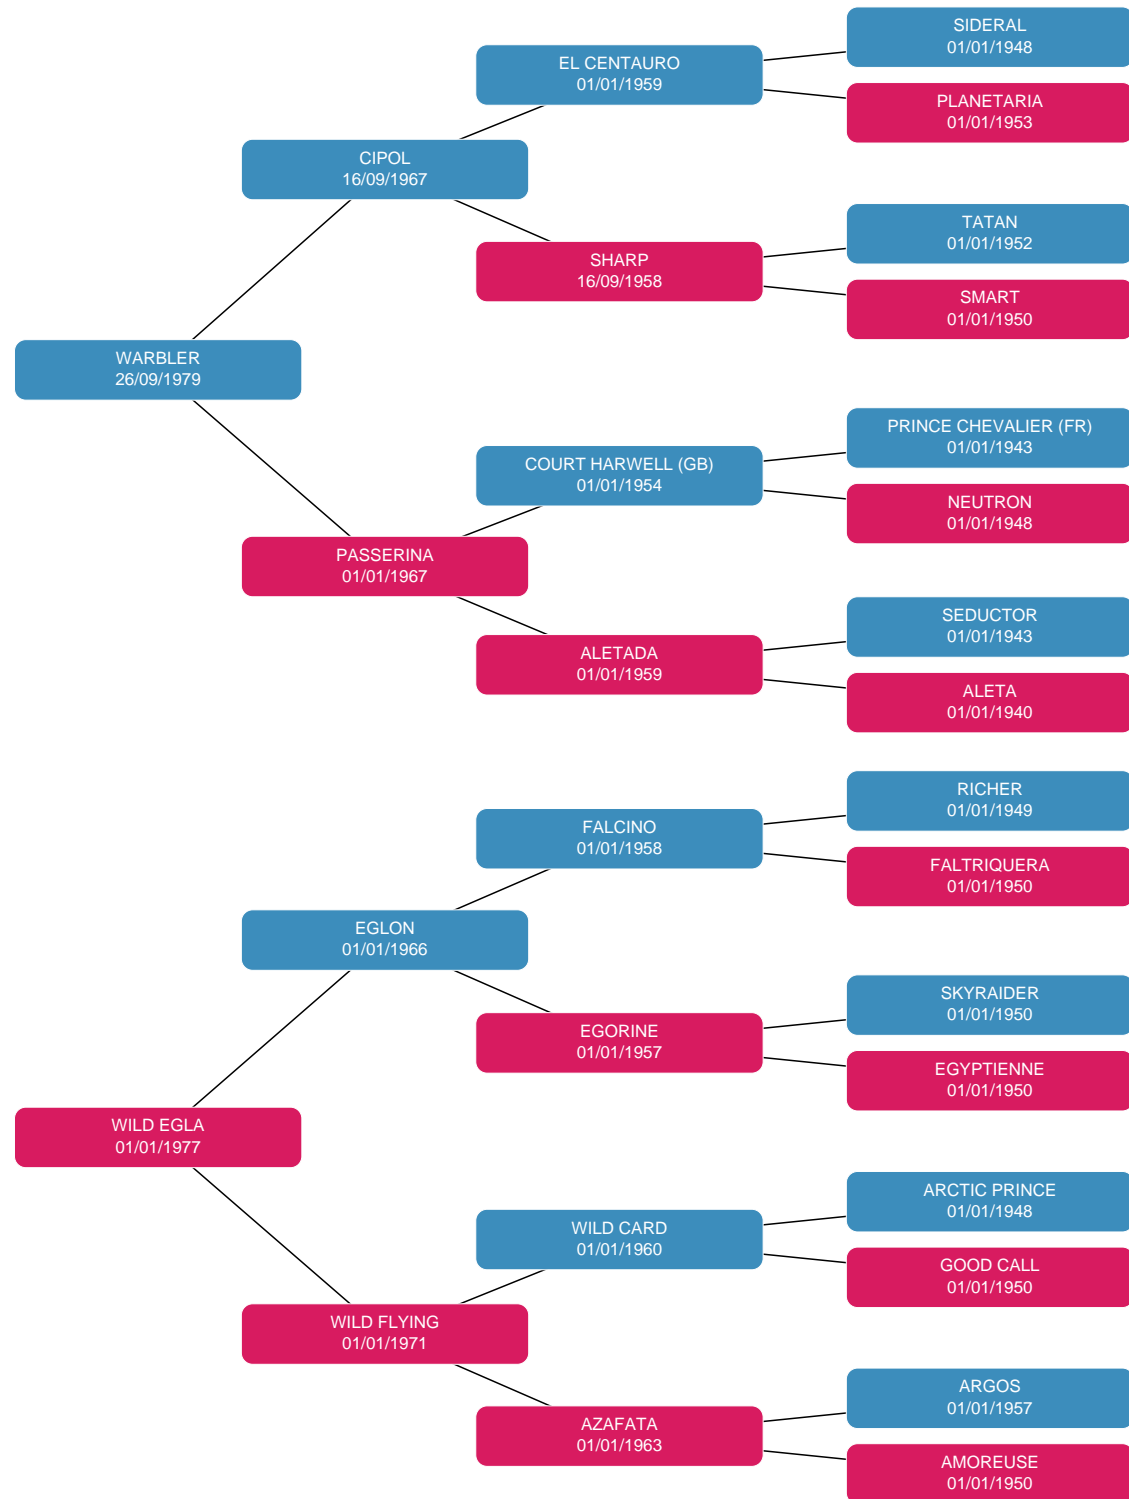 SIDERAL
01/01/1948
EL CENTAURO
01/01/1959
PLANETARIA
01/01/1953
CIPOL
16/09/1967
TATAN
01/01/1952
SHARP
16/09/1958
SMART
01/01/1950
WARBLER
26/09/1979
PRINCE CHEVALIER (FR)
01/01/1943
COURT HARWELL (GB)
01/01/1954
NEUTRON
01/01/1948
PASSERINA
01/01/1967
SEDUCTOR
01/01/1943
ALETADA
01/01/1959
ALETA
01/01/1940
RICHER
01/01/1949
FALCINO
01/01/1958
FALTRIQUERA
01/01/1950
EGLON
01/01/1966
SKYRAIDER
01/01/1950
EGORINE
01/01/1957
EGYPTIENNE
01/01/1950
WILD EGLA
01/01/1977
ARCTIC PRINCE
01/01/1948
WILD CARD
01/01/1960
GOOD CALL
01/01/1950
WILD FLYING
01/01/1971
ARGOS
01/01/1957
AZAFATA
01/01/1963
AMOREUSE
01/01/1950